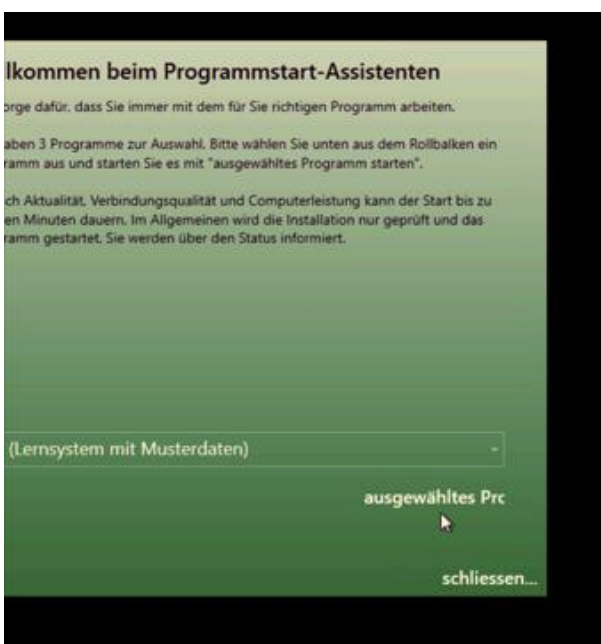 lkommen beim Programmstart-Assistenten
orge dafür, dass Sie immer mit dem für Sie richtigen Programm arbeiten.
aben 3 Programme zur Auswahl. Bitte wählen Sie unten aus dem Rollbalken ein
ramm aus und starten Sie es mit "ausgewähltes Programm starten".
ch Aktualität, Verbindungsqualität und Computerleistung kann der Start bis zu
en Minuten dauern. Im Allgemeinen wird die Installation nur geprüft und das
ramm gestartet. Sie werden über den Status informiert.
(Lernsystem mit Musterdaten)
ausgewähltes Prc
schliessen...